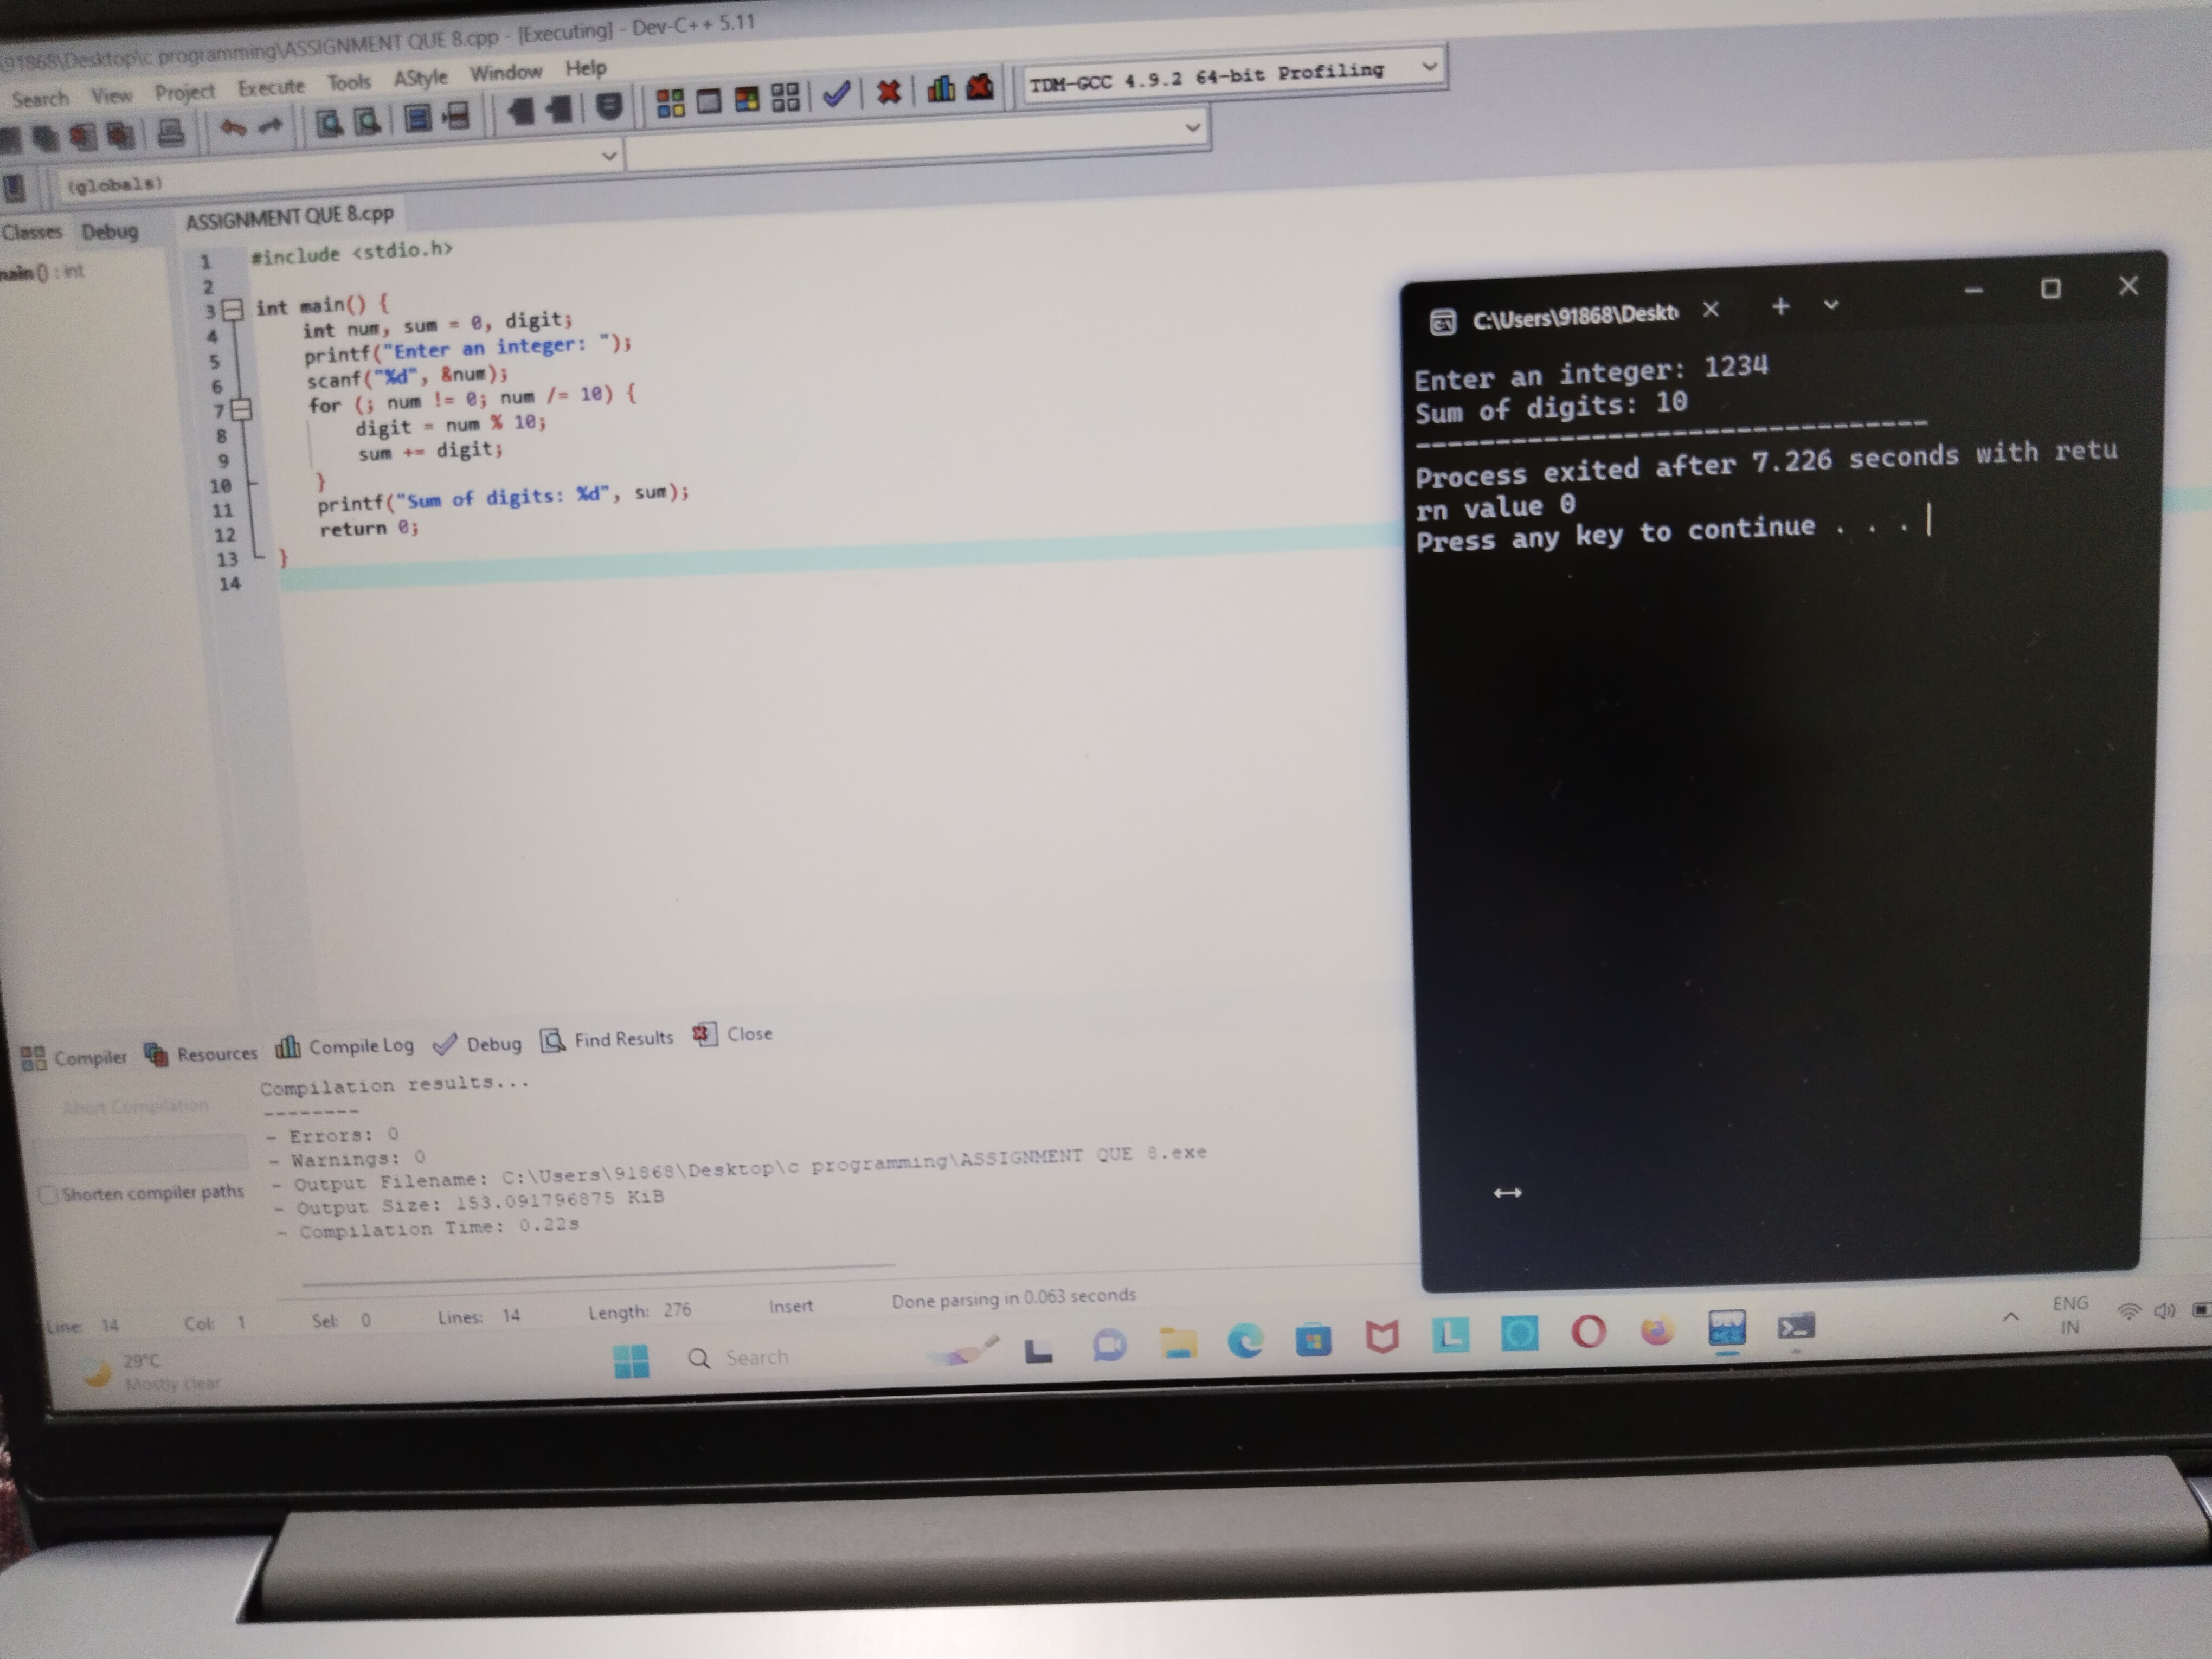 \91868\Desktop\c programming\ASSIGNMENT QUE 8.cpp - [Executing] - Dev-C++ 5.11
Search View Project Execute Tools AStyle Window Help
TDM-GCC 4.9.2 64-bit Profiling
(globals)
Classes Debug
ASSIGNMENT QUE 8.cpp
main() : int
1 #include <stdio.h>
2
3 int main() {
4 int num, sum = 0, digit;
5 printf("Enter an integer: ");
6 scanf("%d", &num);
7 for (; num != 0; num /= 10) {
8 digit = num % 10;
9 sum += digit;
10 }
11 printf("Sum of digits: %d", sum);
12 return 0;
13 }
14
C:\Users\91868\Deskt
Enter an integer: 1234
Sum of digits: 10
--------------------------------
Process exited after 7.226 seconds with retu
rn value 0
Press any key to continue . . .
Compiler Resources Compile Log Debug Find Results Close
Abort Compilation
Shorten compiler paths
Compilation results...
--------
- Errors: 0
- Warnings: 0
- Output Filename: C:\Users\91868\Desktop\c programming\ASSIGNMENT QUE 8.exe
- Output Size: 153.091796875 KiB
- Compilation Time: 0.22s
Line: 14 Col: 1 Sel: 0 Lines: 14 Length: 276 Insert Done parsing in 0.063 seconds
29°C
Mostly clear
Search
L
DEV
ENG
IN